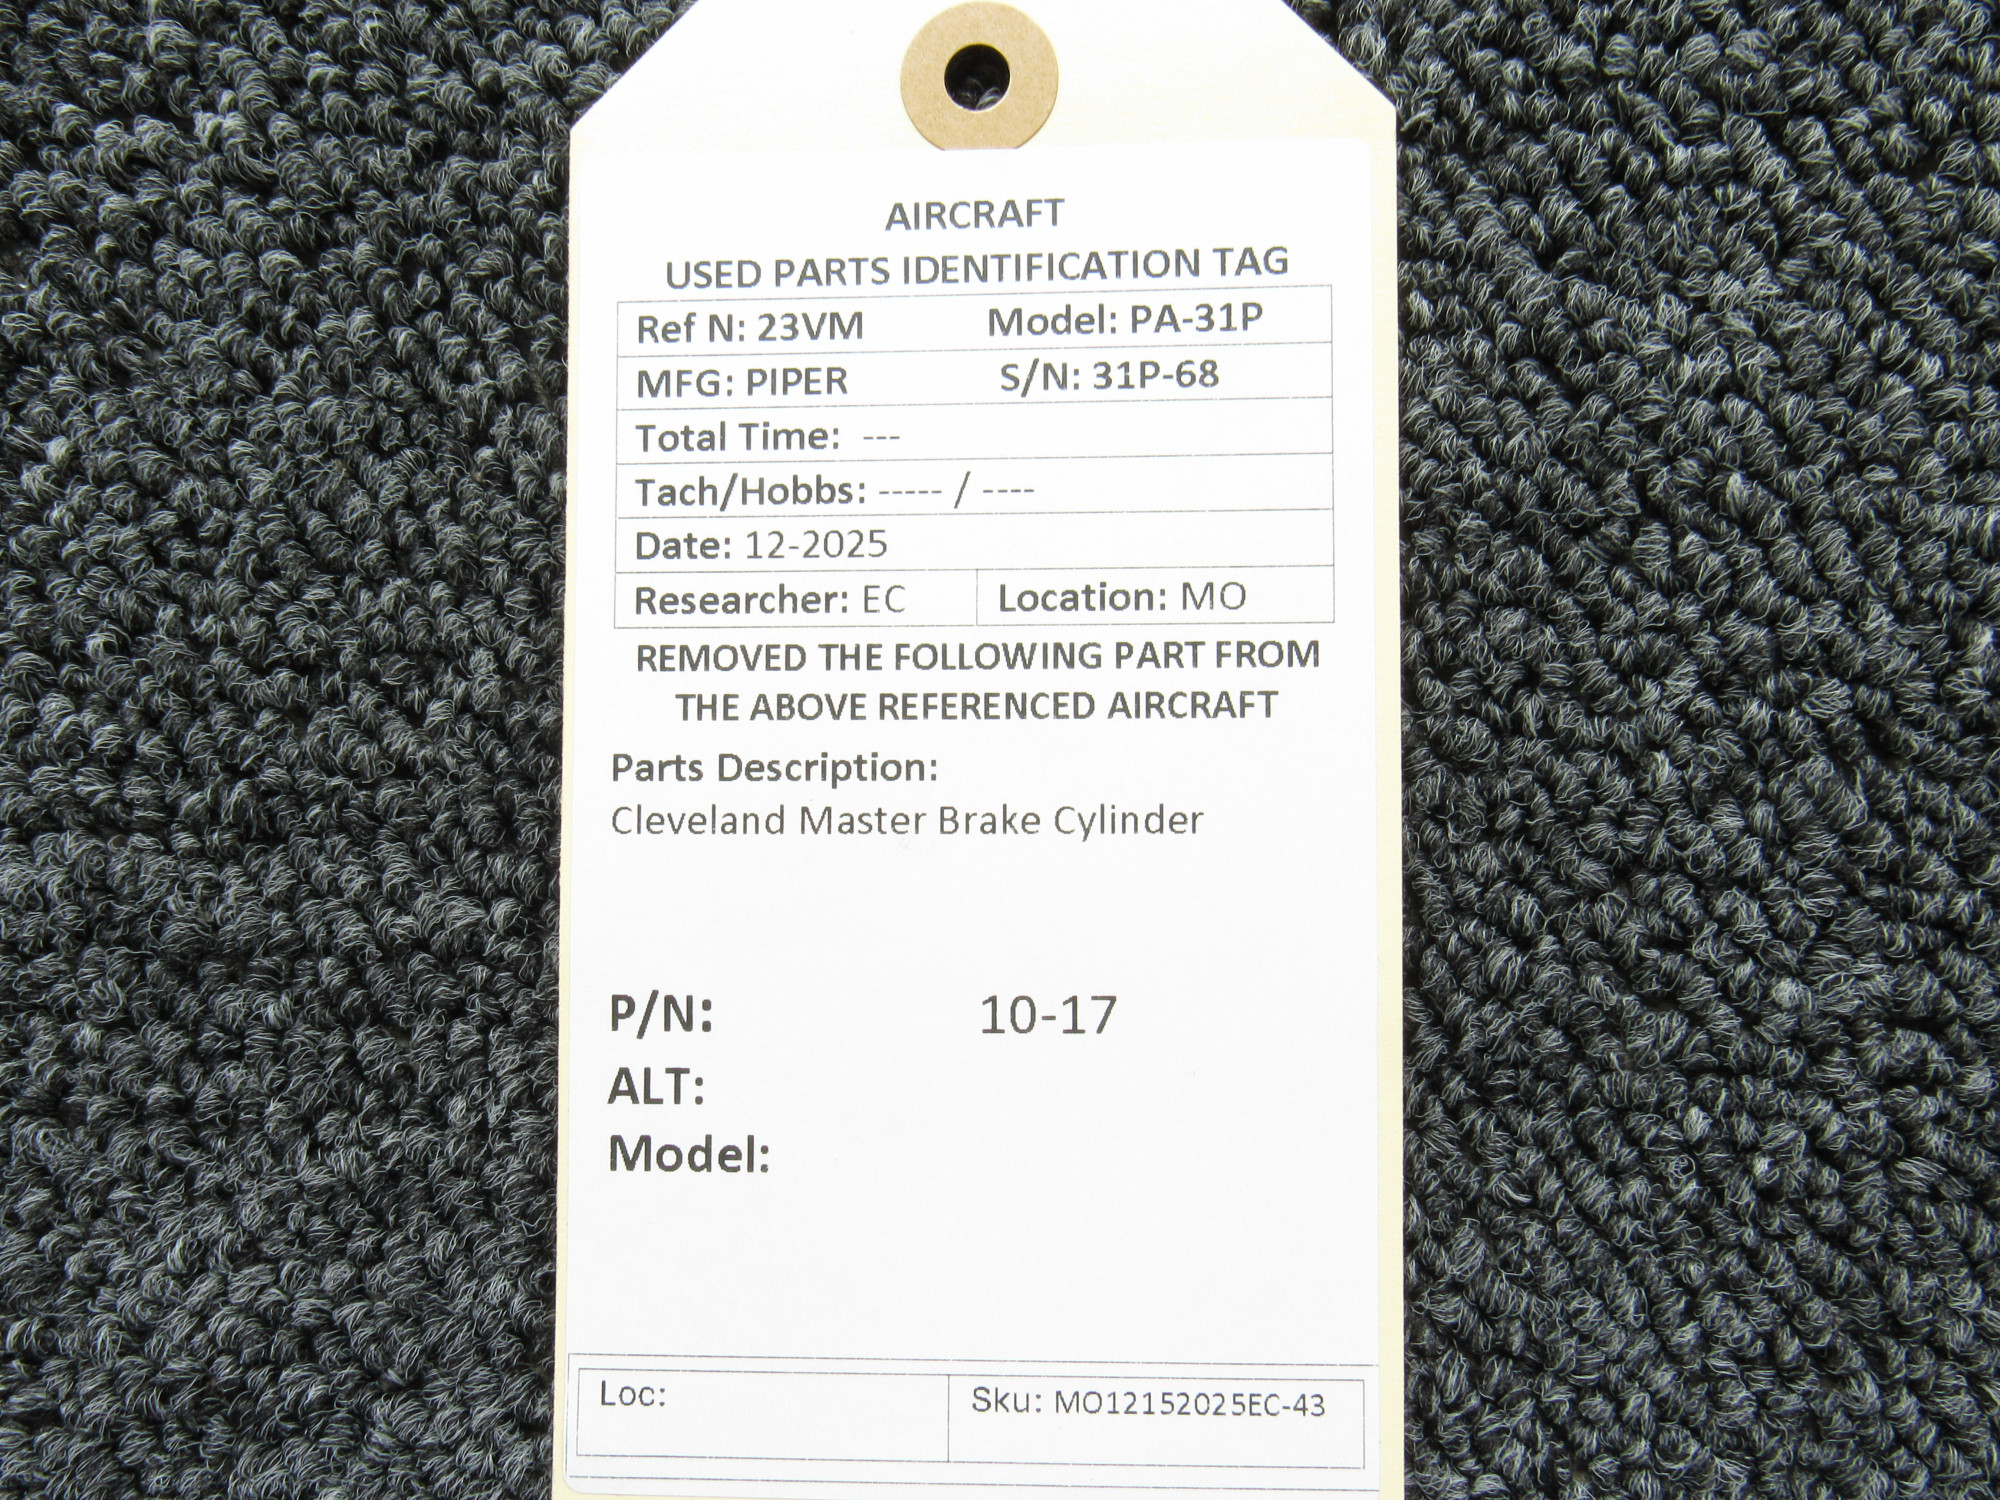 AIRCRAFT
USED PARTS IDENTIFICATION TAG
Ref N: 23VM Model: PA-31P
MFG: PIPER S/N: 31P-68
Total Time: ---
Tach/Hobbs: ----- / ----
Date: 12-2025
Researcher: EC Location: MO
REMOVED THE FOLLOWING PART FROM
THE ABOVE REFERENCED AIRCRAFT
Parts Description:
Cleveland Master Brake Cylinder
P/N: 10-17
ALT:
Model:
Loc: Sku: MO12152025EC-43